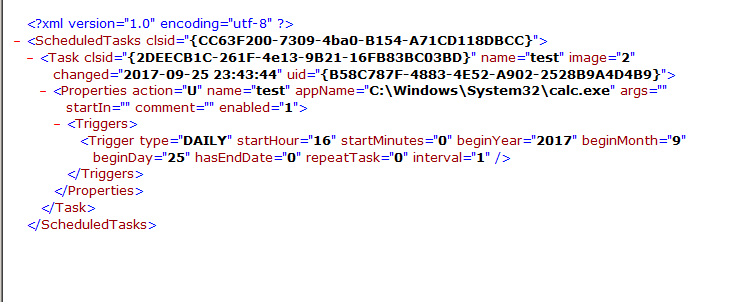 <?xml version="1.0" encoding="utf-8" ?>
- <ScheduledTasks clsid="{CC63F200-7309-4ba0-B154-A71CD118DBCC}">
- <Task clsid="{2DEECB1C-261F-4e13-9B21-16FB83BC03BD}" name="test" image="2"
changed="2017-09-25 23:43:44" uid="{B58C787F-4883-4E52-A902-2528B9A4D4B9}">
- <Properties action="U" name="test" appName="C:\Windows\System32\calc.exe" args=""
startIn="" comment="" enabled="1">
- <Triggers>
<Trigger type="DAILY" startHour="16" startMinutes="0" beginYear="2017" beginMonth="9"
beginDay="25" hasEndDate="0" repeatTask="0" interval="1" />
</Triggers>
</Properties>
</Task>
</ScheduledTasks>